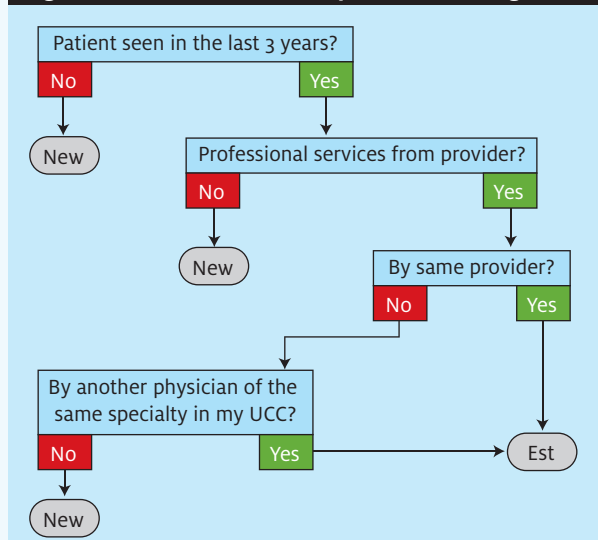 Patient seen in the last 3 years?
No
Yes
New
Professional services from provider?
No
Yes
New
By same provider?
No
Yes
By another physician of the
same specialty in my UCC?
No
Yes
Est
New